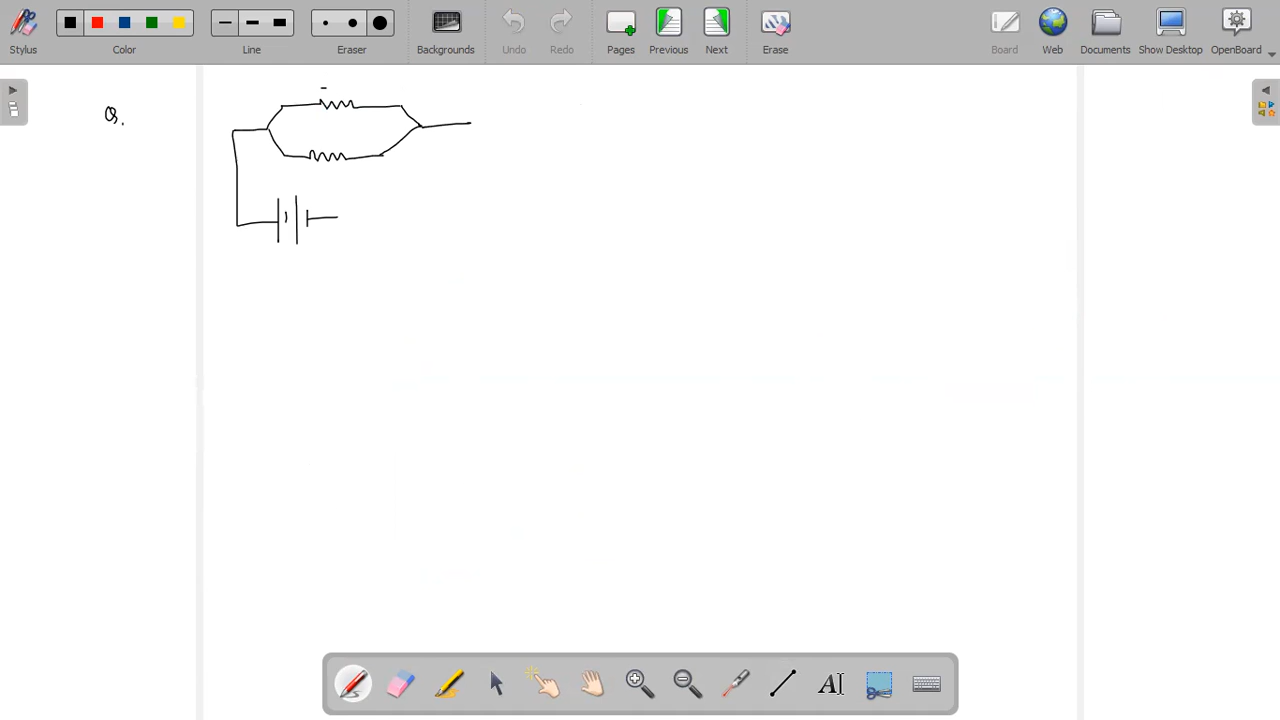 Stylus Color Line Eraser Backgrounds Undo Redo Pages Previous Next Erase Board Web Documents Show Desktop OpenBoard
Q.
A